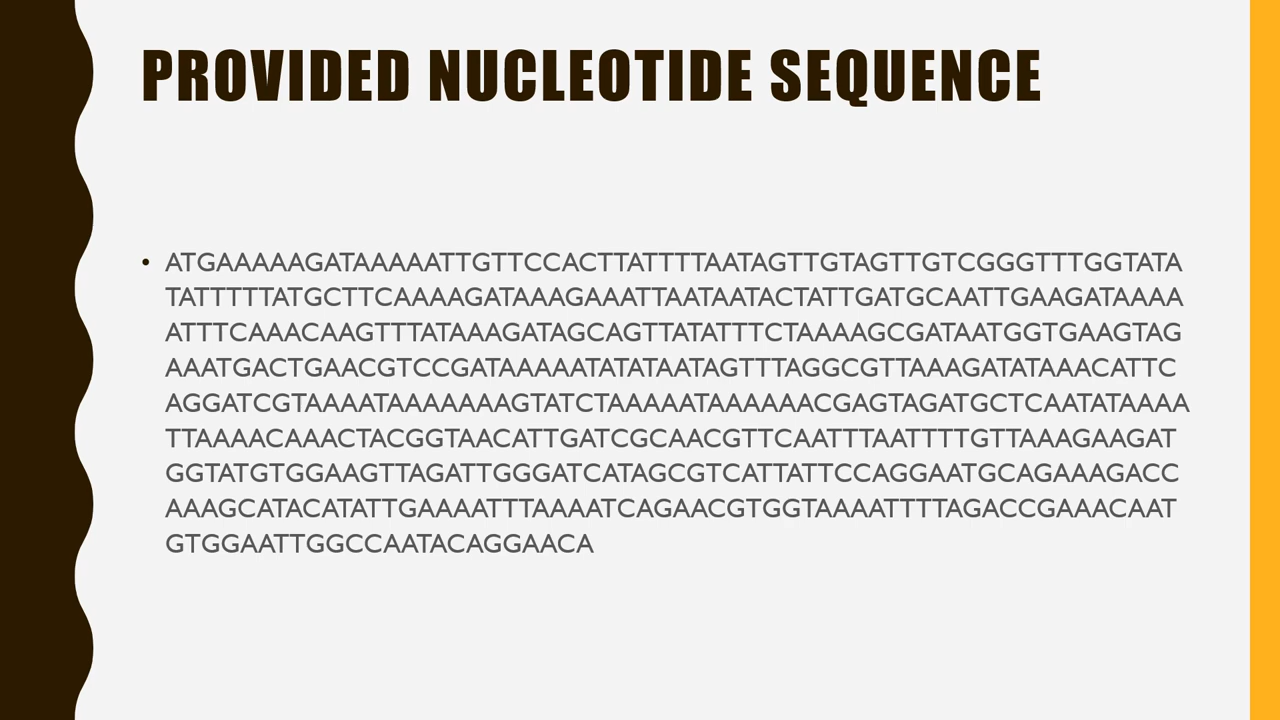 PROVIDED NUCLEOTIDE SEQUENCE
• ATGAAAAAGATAAAAATTGTTCCACTTATTTTAATAGTTGTAGTTGTCGGGTTTGGTATA
TATTTTTATGCTTCAAAAGATAAAGAAATTAATAATACTATTGATGCAATTGAAGATAAAA
ATTTCAAACAAGTTTATAAAGATAGCAGTTATATTTCTAAAAGCGATAATGGTGAAGTAG
AAATGACTGAACGTCCGATAAAAATATATAATAGTTTAGGCGTTAAAGATATAAACATTC
AGGATCGTAAAATAAAAAAAGTATCTAAAAATAAAAAACGAGTAGATGCTCAATATAAAA
TTAAAACAAACTACGGTAACATTGATCGCAACGTTCAATTTAATTTTGTTAAAGAAGAT
GGTATGTGGAAGTTAGATTGGGATCATAGCGTCATTATTCCAGGAATGCAGAAAGACC
AAAGCATACATATTGAAAATTTAAAATCAGAACGTGGTAAAATTTTAGACCGAAACAAT
GTGGAATTGGCCAATACAGGAACA